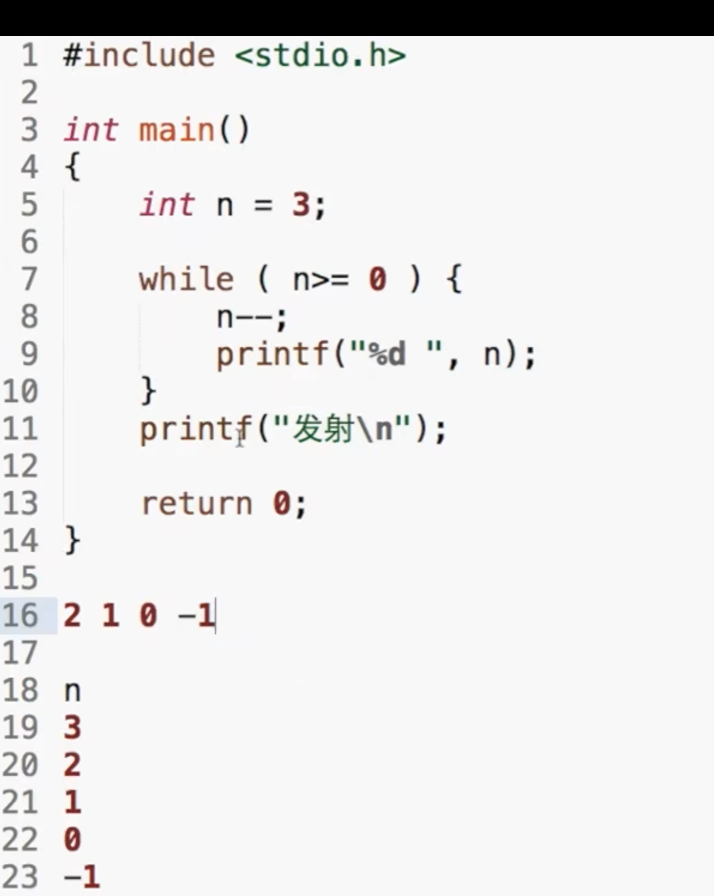 1 #include <stdio.h>
2
3 int main()
4 {
5     int n = 3;
6
7     while ( n>= 0 ) {
8         n--;
9         printf("%d ", n);
10     }
11     printf("发射\n");
12
13     return 0;
14 }
15
16 2 1 0 -1
17
18 n
19 3
20 2
21 1
22 0
23 -1